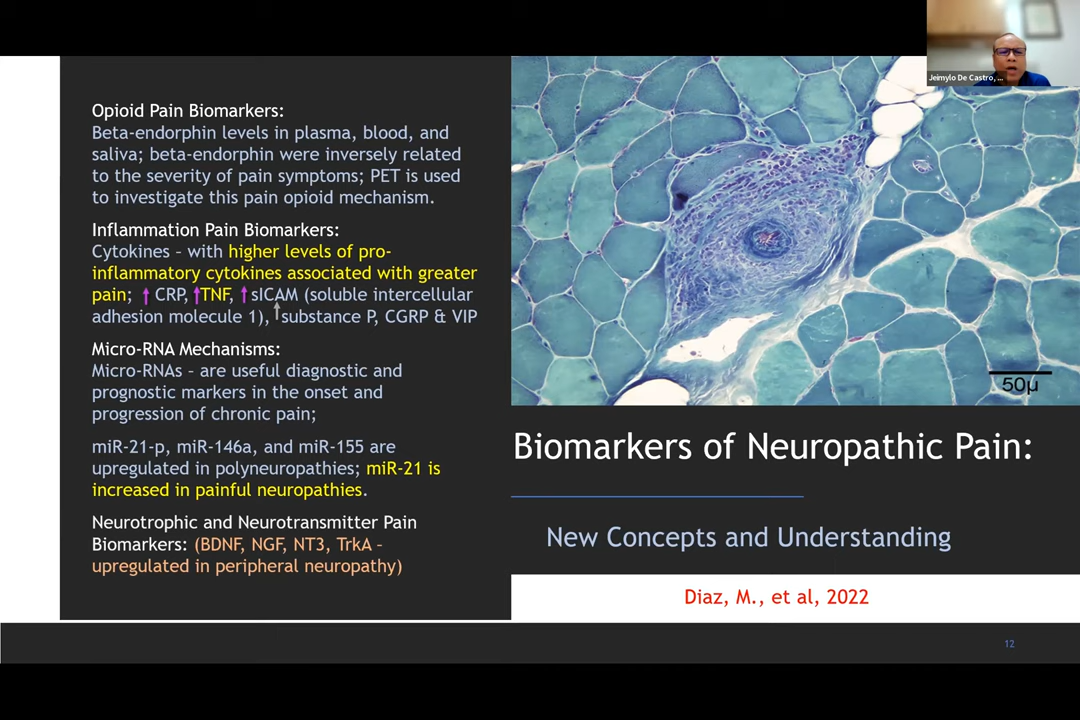 Jeimylo De Castro, ...
Opioid Pain Biomarkers:
Beta-endorphin levels in plasma, blood, and
saliva; beta-endorphin were inversely related
to the severity of pain symptoms; PET is used
to investigate this pain opioid mechanism.
Inflammation Pain Biomarkers:
Cytokines – with higher levels of pro-
inflammatory cytokines associated with greater
pain; CRP, TNF, sICAM (soluble intercellular
adhesion molecule 1), substance P, CGRP & VIP
Micro-RNA Mechanisms:
Micro-RNAs – are useful diagnostic and
prognostic markers in the onset and
progression of chronic pain;
miR-21-p, miR-146a, and miR-155 are
upregulated in polyneuropathies; miR-21 is
increased in painful neuropathies.
Neurotrophic and Neurotransmitter Pain
Biomarkers: (BDNF, NGF, NT3, TrkA –
upregulated in peripheral neuropathy)
50µ
Biomarkers of Neuropathic Pain:
New Concepts and Understanding
Diaz, M., et al, 2022
12